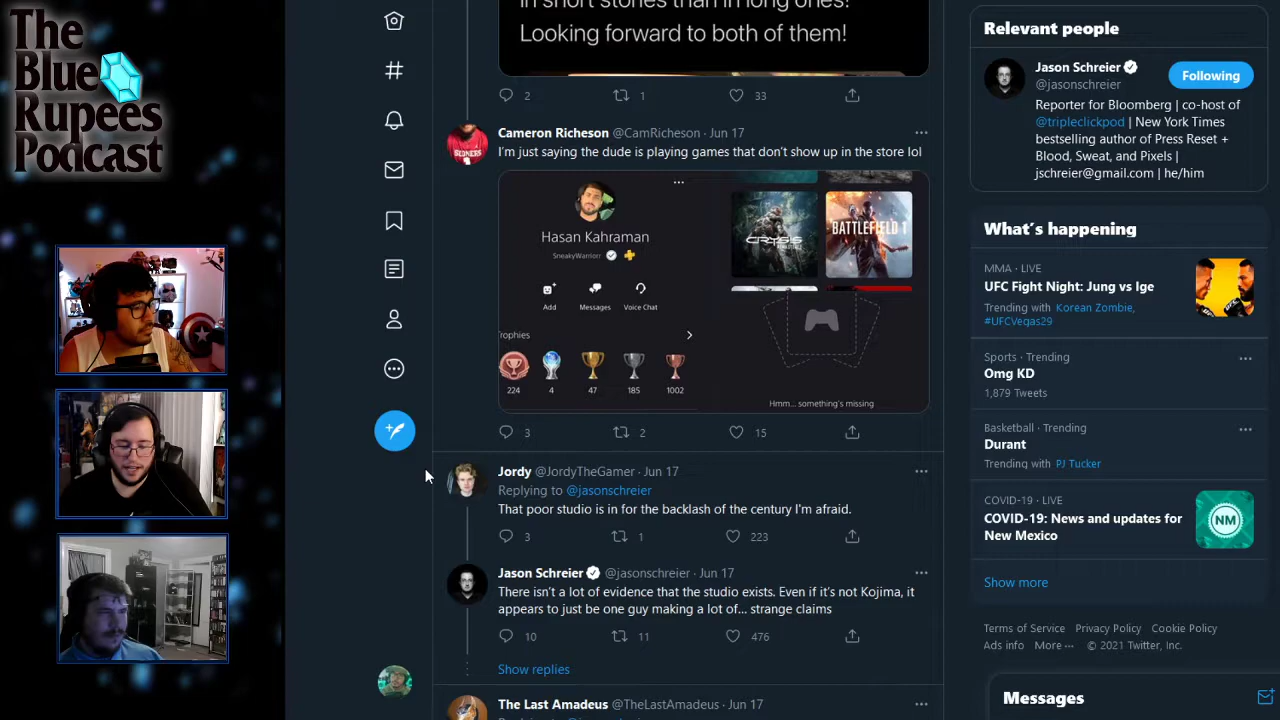 The
Blue
Rupees
Podcast
in short stories than in long ones!
Looking forward to both of them!
2
1
33
Cameron Richeson @CamRicheson · Jun 17
I'm just saying the dude is playing games that don't show up in the store lol
Hasan Kahraman
SneakyWarriorr
Add
Messages
Voice Chat
rophies
224
4
47
185
1002
CRYSIS
REMASTERED
BATTLEFIELD 1
Hmm... something's missing
3
2
15
Jordy @JordyTheGamer · Jun 17
Replying to @jasonschreier
That poor studio is in for the backlash of the century I'm afraid.
3
1
223
Jason Schreier @jasonschreier · Jun 17
There isn't a lot of evidence that the studio exists. Even if it's not Kojima, it
appears to just be one guy making a lot of... strange claims
10
11
476
Show replies
The Last Amadeus @TheLastAmadeus · Jun 17
Relevant people
Jason Schreier
@jasonschreier
Following
Reporter for Bloomberg | co-host of
@tripleclickpod | New York Times
bestselling author of Press Reset +
Blood, Sweat, and Pixels |
jschreier@gmail.com | he/him
What's happening
MMA · LIVE
UFC Fight Night: Jung vs Ige
Trending with Korean Zombie,
#UFCVegas29
Sports · Trending
Omg KD
1,879 Tweets
Basketball · Trending
Durant
Trending with PJ Tucker
COVID-19 · LIVE
COVID-19: News and updates for
New Mexico
NM
Show more
Terms of Service Privacy Policy Cookie Policy
Ads info More ··· © 2021 Twitter, Inc.
Messages